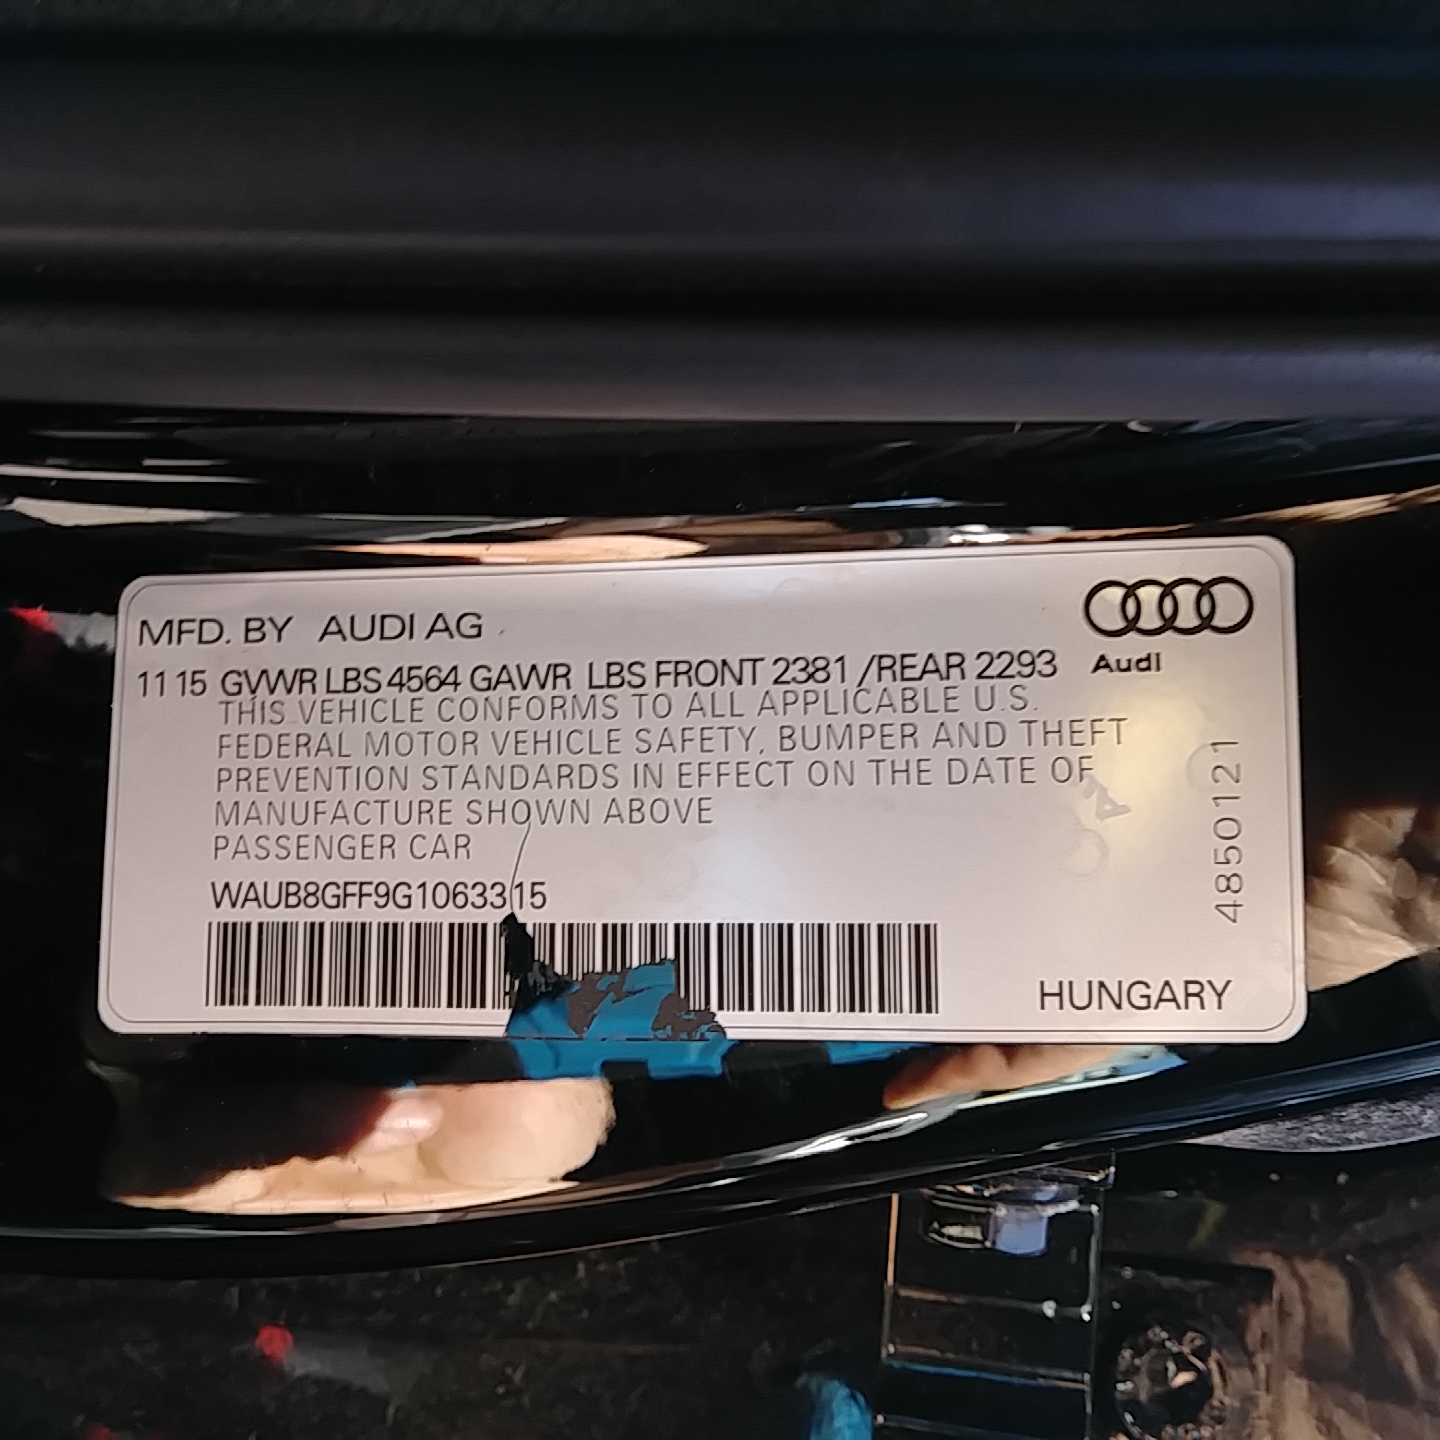 MFD. BY AUDI AG
Audi
11 15 GVWR LBS 4564 GAWR LBS FRONT 2381 /REAR 2293
THIS VEHICLE CONFORMS TO ALL APPLICABLE U.S.
FEDERAL MOTOR VEHICLE SAFETY, BUMPER AND THEFT
PREVENTION STANDARDS IN EFFECT ON THE DATE OF
MANUFACTURE SHOWN ABOVE
PASSENGER CAR
WAUB8GFF9G1063315
4850121
HUNGARY